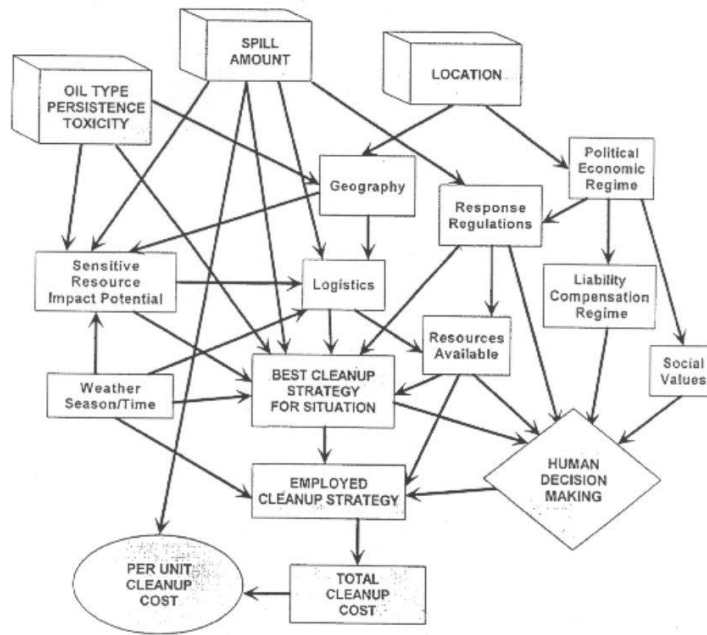 SPILL
AMOUNT
LOCATION
OIL TYPE
PERSISTENCE
TOXICITY
Geography
Political
Economic
Regime
Response
Regulations
Sensitive
Resource
Impact Potential
Logistics
Liability
Compensation
Regime
Resources
Available
Social
Values
Weather
Season/Time
BEST CLEANUP
STRATEGY
FOR SITUATION
HUMAN
DECISION
MAKING
EMPLOYED
CLEANUP STRATEGY
PER UNIT
CLEANUP
COST
TOTAL
CLEANUP
COST